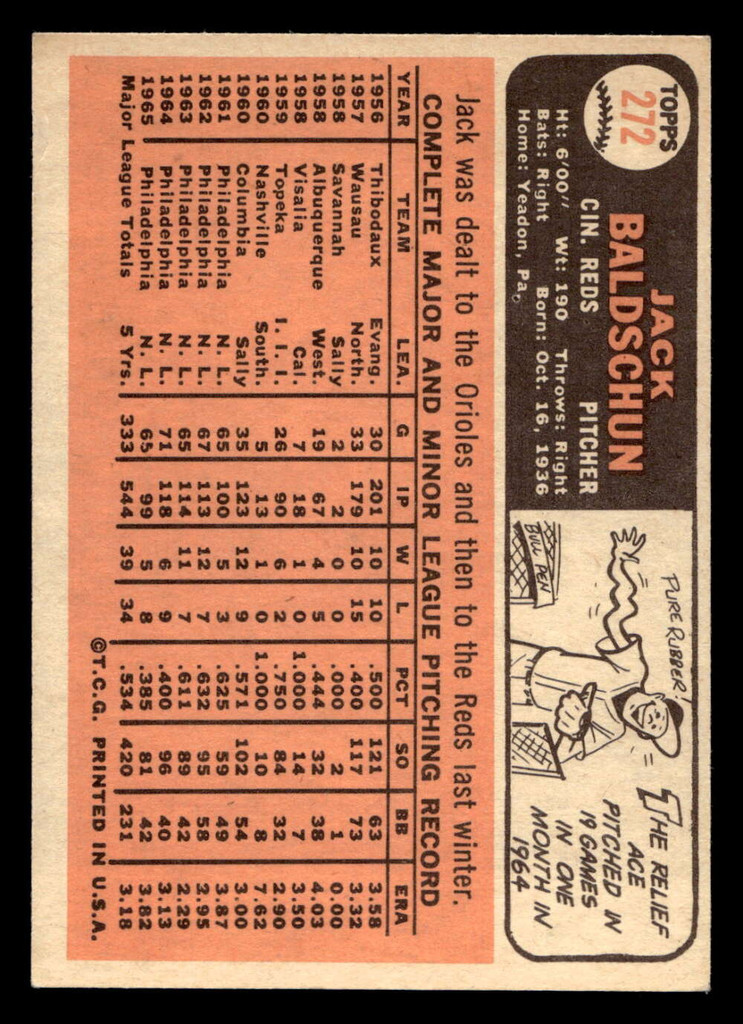 TOPPS
272
JACK
BALDSCHUN
CIN. REDS PITCHER
Ht: 6'00" Wt: 190 Throws: Right
Bats: Right Born: Oct. 16, 1936
Home: Yeadon, Pa.
PURE RUBBER!
BULL PEN
THE RELIEF
ACE
PITCHED IN
19 GAMES
IN ONE
MONTH IN
1964
Jack was dealt to the Orioles and then to the Reds last winter.
COMPLETE MAJOR AND MINOR LEAGUE PITCHING RECORD
YEAR TEAM LEA. G IP W L PCT SO BB ERA
1956 Thibodaux Evang. 30 201 10 10 .500 121 63 3.58
1957 Wausau North. 33 179 10 15 .400 117 73 3.32
1958 Savannah Sally 2 2 0 0 .000 2 1 0.00
1958 Albuquerque West. 19 67 4 5 .444 32 38 4.03
1958 Visalia Cal. 7 18 1 0 1.000 14 7 3.50
1959 Topeka I. I. I. 26 90 6 2 .750 84 32 2.90
1960 Nashville South. 5 13 1 0 1.000 10 8 7.62
1960 Columbia Sally 35 123 12 9 .571 102 54 3.00
1961 Philadelphia N. L. 65 100 5 3 .625 59 49 3.87
1962 Philadelphia N. L. 67 113 12 7 .632 95 58 2.95
1963 Philadelphia N. L. 65 114 11 7 .611 89 42 2.29
1964 Philadelphia N. L. 71 118 6 9 .400 96 40 3.13
1965 Philadelphia N. L. 65 99 5 8 .385 81 42 3.82
Major League Totals 5 Yrs. 333 544 39 34 .534 420 231 3.18
©T.C.G. PRINTED IN U.S.A.